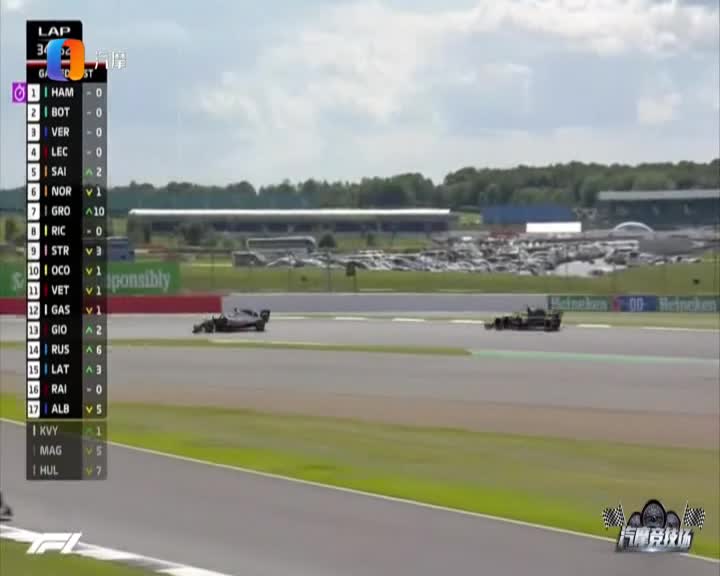 LAP
汽摩
1 HAM - 0
2 BOT - 0
3 VER - 0
4 LEC - 0
5 SAI 2
6 NOR 1
7 GRO 10
8 RIC - 0
9 STR 3
10 OCO 1
11 VET 1
12 GAS 1
13 GIO 2
14 RUS 6
15 LAT 3
16 RAI - 0
17 ALB 5
KVY 1
MAG 5
HUL 7
ponsibly
Heineken
Heineken
F1
汽摩竞技场